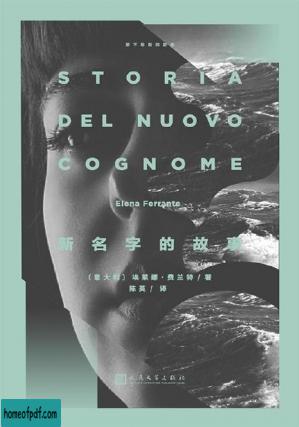 STORIA
DEL NUOVO
COGNOME
Elena Ferrante
新名字的故事
〔意大利〕埃莱娜·费兰特/著
陈英/译
人民文学出版社
homeofpdf.com